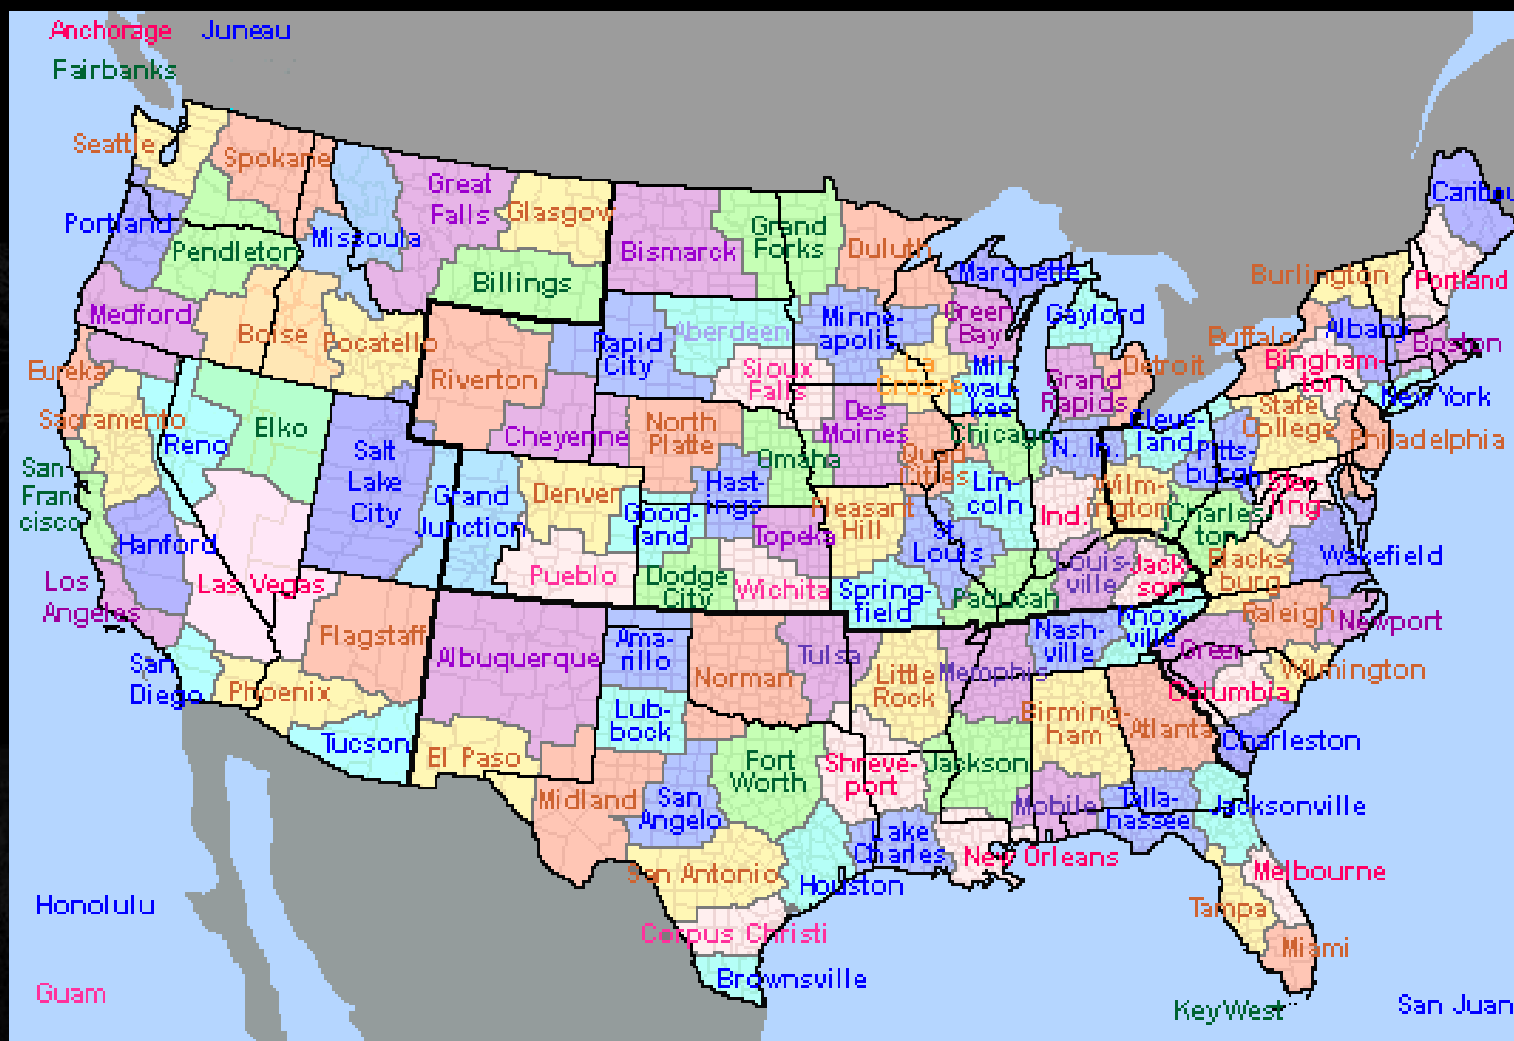 Anchorage
Juneau
Fairbanks
Seattle
Spokane
Great
Falls
Glasgow
Portland
Missoula
Pendleton
Billings
Bismarck
Grand
Forks
Duluth
Marquette
Caribou
Burlington
Portland
Medford
Boise
Pocatello
Rapid
City
Aberdeen
Minne-
apolis
Green
Bay
Gaylord
Buffalo
Albany
Boston
Eureka
Riverton
Sioux
Falls
La
Crosse
Mil-
wau-
kee
Grand
Rapids
Detroit
Bingham-
ton
New York
Sacramento
Reno
Elko
Salt
Lake
City
Cheyenne
North
Platte
Des
Moines
Omaha
Quad
Cities
Chicago
N. In.
Cleve-
land
Pitts-
burgh
State
College
Philadelphia
San
Fran
cisco
Grand
Junction
Denver
Hast-
ings
Good-
land
Topeka
Pleasant
Hill
Lin-
coln
St
Louis
Ind.
Wilm-
ington
Charles
ton
Ster-
ling
Hanford
Las Vegas
Pueblo
Dodge
City
Wichita
Spring-
field
Paducah
Louis-
ville
Jack
son
Blacks
burg
Wakefield
Los
Angeles
Flagstaff
Albuquerque
Ama-
rillo
Norman
Tulsa
Little
Rock
Memphis
Nash-
ville
Knox-
ville
Greer
Raleigh
Newport
San
Diego
Phoenix
Tucson
El Paso
Lub-
bock
Fort
Worth
Shreve-
port
Jackson
Birming-
ham
Atlanta
Columbia
Wilmington
Charleston
Midland
San
Angelo
San Antonio
Houston
Lake
Charles
New Orleans
Mobile
Talla-
hassee
Jacksonville
Melbourne
Tampa
Miami
Honolulu
Corpus Christi
Brownsville
Guam
Key West
San Juan